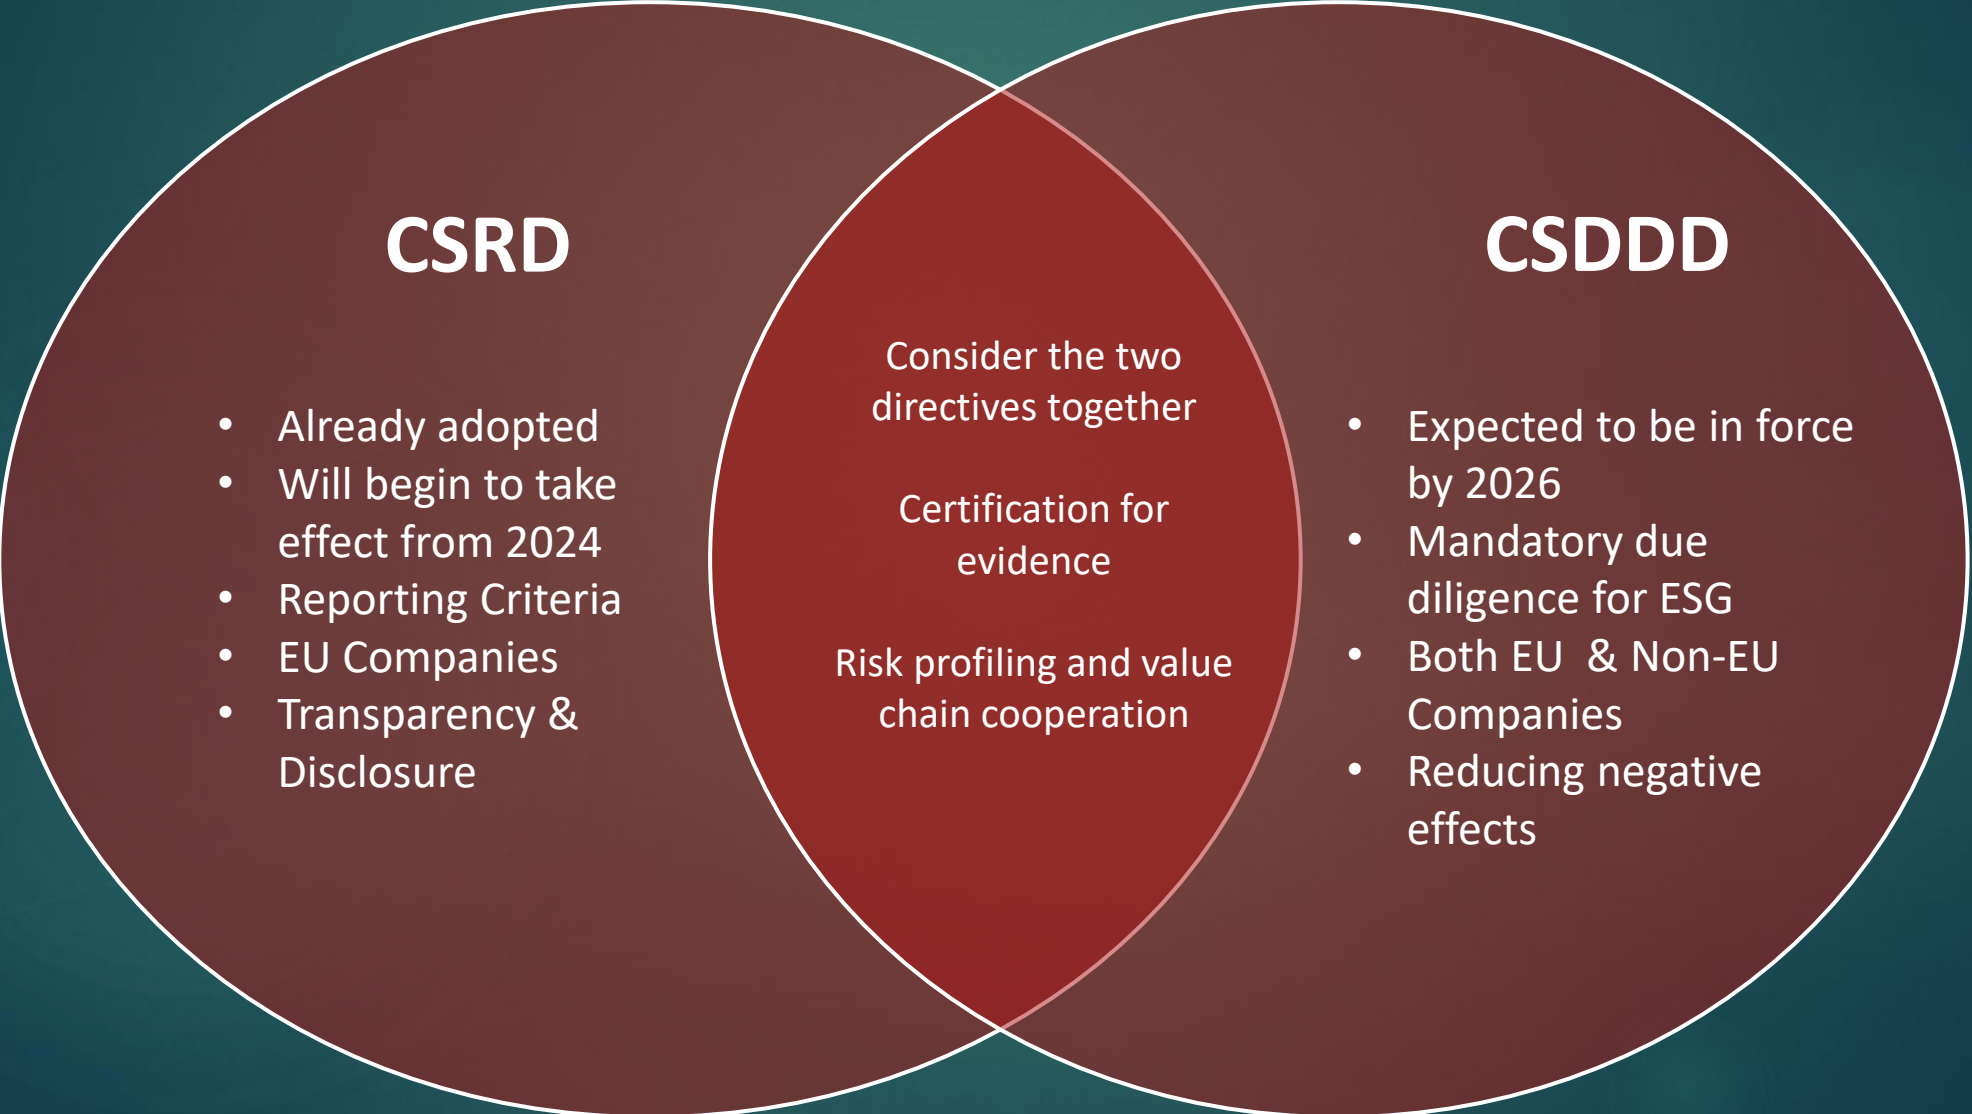 CSRD
• Already adopted
• Will begin to take
effect from 2024
• Reporting Criteria
• EU Companies
• Transparency &
Disclosure
Consider the two
directives together
Certification for
evidence
Risk profiling and value
chain cooperation
CSDDD
• Expected to be in force
by 2026
• Mandatory due
diligence for ESG
• Both EU & Non-EU
Companies
• Reducing negative
effects